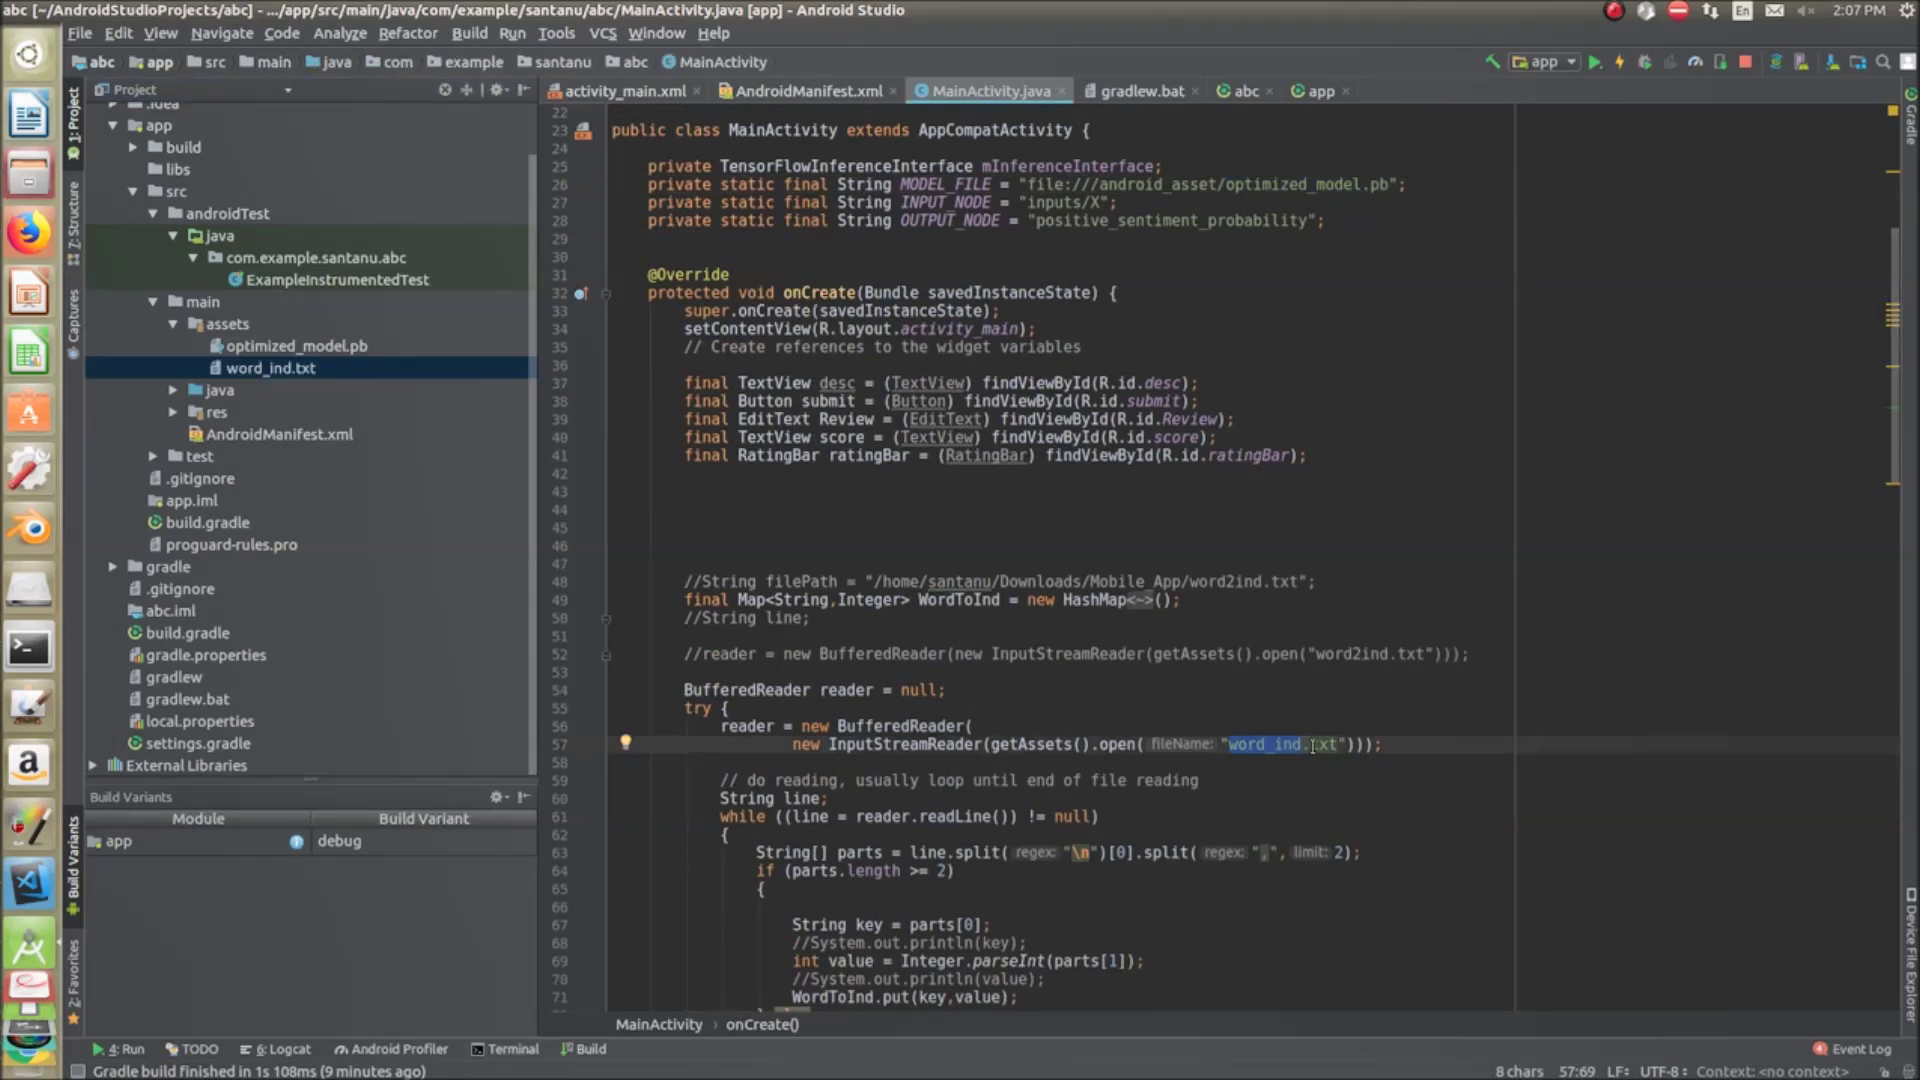 abc [~/AndroidStudioProjects/abc] - .../app/src/main/java/com/example/santanu/abc/MainActivity.java [app] - Android Studio
En
2:07 PM
File Edit View Navigate Code Analyze Refactor Build Run Tools VCS Window Help
abc app src main java com example santanu abc MainActivity
app
Project
activity_main.xml AndroidManifest.xml MainActivity.java gradlew.bat abc app
1: Project
7: Structure
Captures
Build Variants
2: Favorites
.idea
app
build
libs
src
androidTest
java
com.example.santanu.abc
ExampleInstrumentedTest
main
assets
optimized_model.pb
word_ind.txt
java
res
AndroidManifest.xml
test
.gitignore
app.iml
build.gradle
proguard-rules.pro
gradle
.gitignore
abc.iml
build.gradle
gradle.properties
gradlew
gradlew.bat
local.properties
settings.gradle
External Libraries
Build Variants
Module Build Variant
app debug
22
23 public class MainActivity extends AppCompatActivity {
24
25 private TensorFlowInferenceInterface mInferenceInterface;
26 private static final String MODEL_FILE = "file:///android_asset/optimized_model.pb";
27 private static final String INPUT_NODE = "inputs/X";
28 private static final String OUTPUT_NODE = "positive_sentiment_probability";
29
30
31 @Override
32 protected void onCreate(Bundle savedInstanceState) {
33 super.onCreate(savedInstanceState);
34 setContentView(R.layout.activity_main);
35 // Create references to the widget variables
36
37 final TextView desc = (TextView) findViewById(R.id.desc);
38 final Button submit = (Button) findViewById(R.id.submit);
39 final EditText Review = (EditText) findViewById(R.id.Review);
40 final TextView score = (TextView) findViewById(R.id.score);
41 final RatingBar ratingBar = (RatingBar) findViewById(R.id.ratingBar);
42
43
44
45
46
47
48 //String filePath = "/home/santanu/Downloads/Mobile_App/word2ind.txt";
49 final Map<String,Integer> WordToInd = new HashMap<~>();
50 //String line;
51
52 //reader = new BufferedReader(new InputStreamReader(getAssets().open("word2ind.txt")));
53
54 BufferedReader reader = null;
55 try {
56 reader = new BufferedReader(
57 new InputStreamReader(getAssets().open( fileName: "word_ind.txt")));
58
59 // do reading, usually loop until end of file reading
60 String line;
61 while ((line = reader.readLine()) != null)
62 {
63 String[] parts = line.split( regex: "\n")[0].split( regex: ",", limit: 2);
64 if (parts.length >= 2)
65 {
66
67 String key = parts[0];
68 //System.out.println(key);
69 int value = Integer.parseInt(parts[1]);
70 //System.out.println(value);
71 WordToInd.put(key,value);
MainActivity onCreate()
Gradle
Device File Explorer
4: Run TODO 6: Logcat Android Profiler Terminal Build Event Log
Gradle build finished in 1s 108ms (9 minutes ago)
8 chars 57:69 LF UTF-8 Context: <no context>